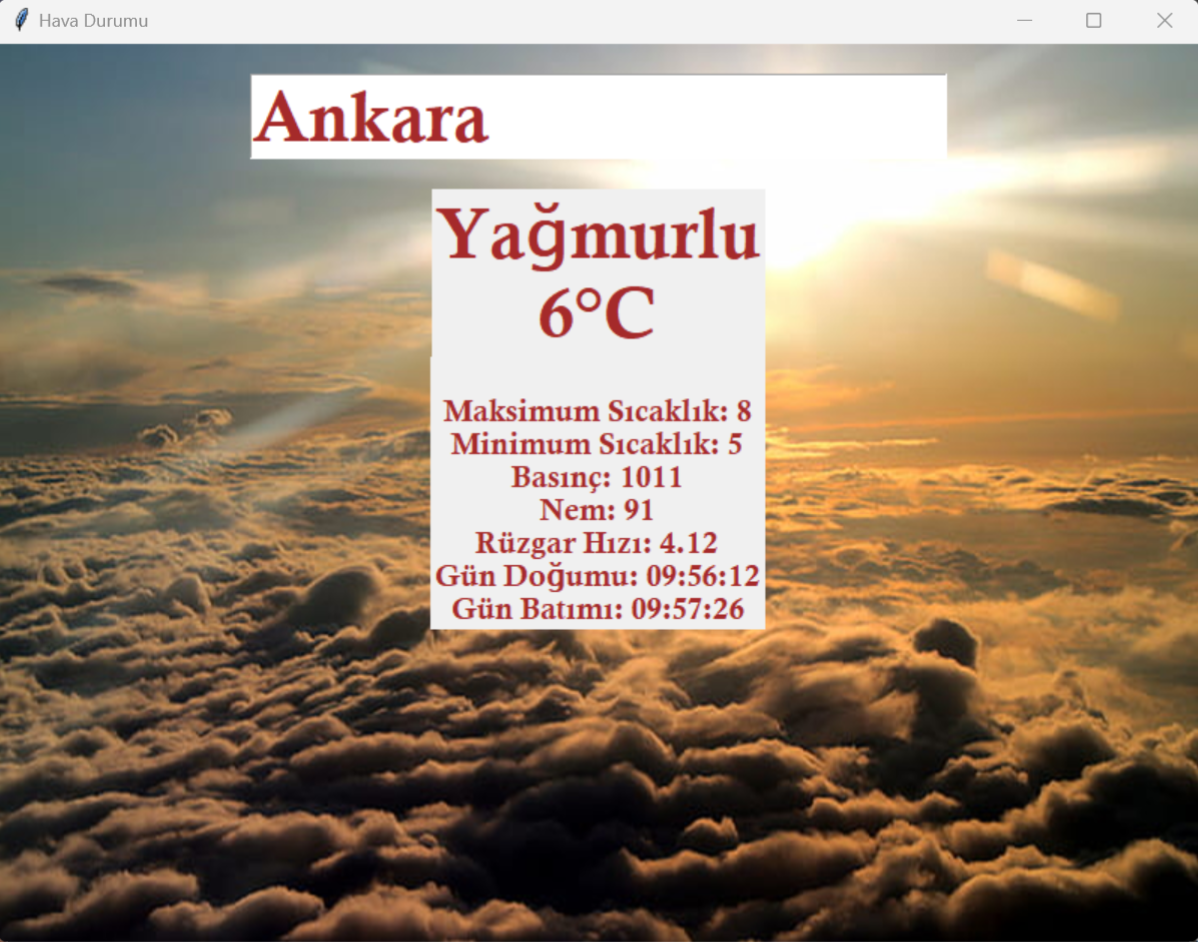 Hava Durumu
Ankara
Yağmurlu
6°C
Maksimum Sıcaklık: 8
Minimum Sıcaklık: 5
Basınç: 1011
Nem: 91
Rüzgar Hızı: 4.12
Gün Doğumu: 09:56:12
Gün Batımı: 09:57:26